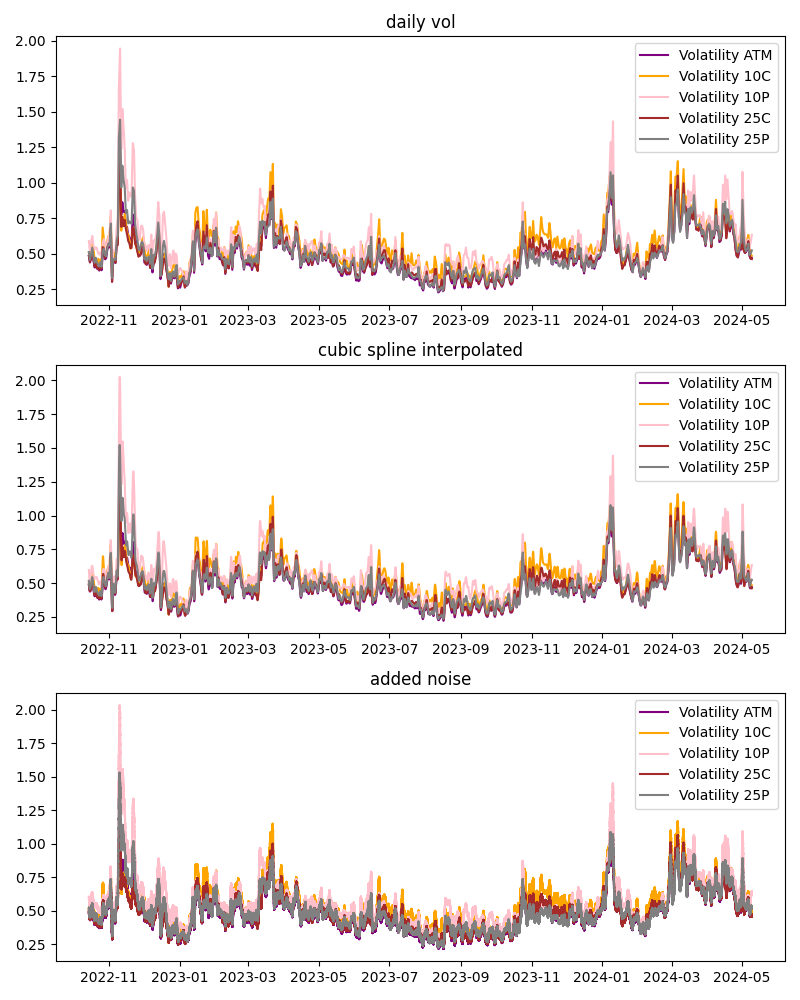 daily vol
2.00
1.75
1.50
1.25
1.00
0.75
0.50
0.25
Volatility ATM
Volatility 10C
Volatility 10P
Volatility 25C
Volatility 25P
2022-11 2023-01 2023-03 2023-05 2023-07 2023-09 2023-11 2024-01 2024-03 2024-05
cubic spline interpolated
2.00
1.75
1.50
1.25
1.00
0.75
0.50
0.25
Volatility ATM
Volatility 10C
Volatility 10P
Volatility 25C
Volatility 25P
2022-11 2023-01 2023-03 2023-05 2023-07 2023-09 2023-11 2024-01 2024-03 2024-05
added noise
2.00
1.75
1.50
1.25
1.00
0.75
0.50
0.25
Volatility ATM
Volatility 10C
Volatility 10P
Volatility 25C
Volatility 25P
2022-11 2023-01 2023-03 2023-05 2023-07 2023-09 2023-11 2024-01 2024-03 2024-05